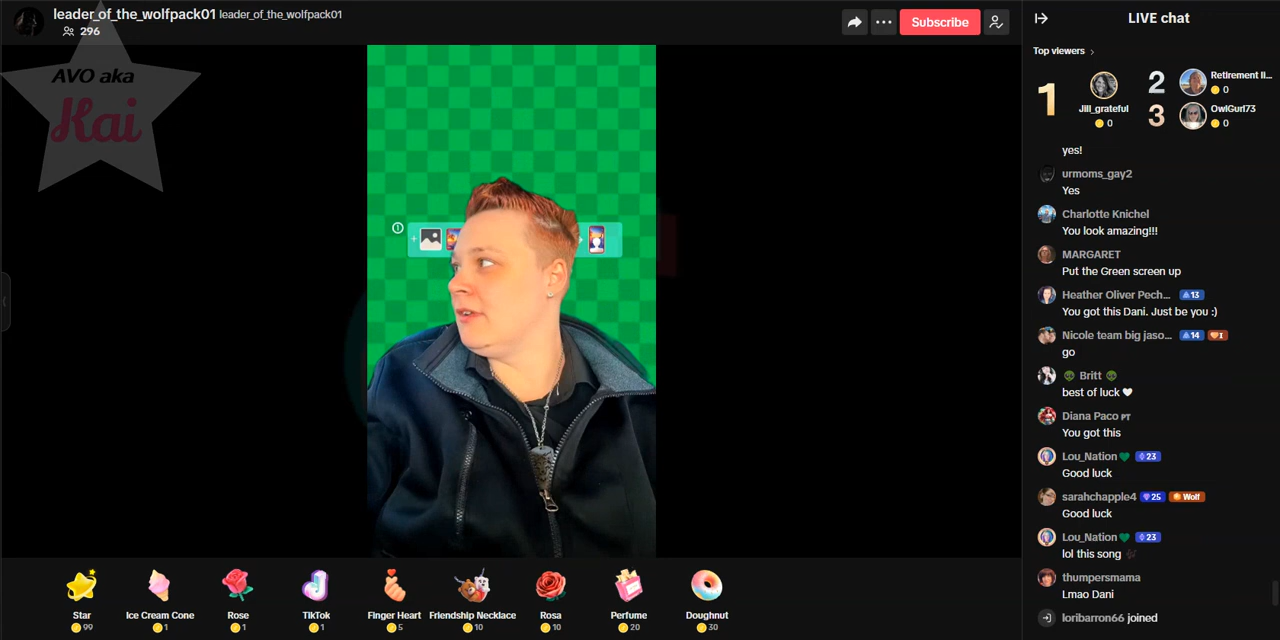 leader_of_the_wolfpack01 leader_of_the_wolfpack01
296
Subscribe
AVO aka
Kai
LIVE chat
Top viewers
1
Jill_grateful
0
2
Retirement li...
0
3
OwlGurl73
0
yes!
urmoms_gay2
Yes
Charlotte Knichel
You look amazing!!!
MARGARET
Put the Green screen up
Heather Oliver Pech... 13
You got this Dani. Just be you :)
Nicole team big jaso... 14 I
go
👽 Britt 👽
best of luck 🤍
Diana Paco PT
You got this
Lou_Nation💚 23
Good luck
sarahchapple4 25 Wolf
Good luck
Lou_Nation💚 23
lol this song
thumpersmama
Lmao Dani
loribarron66 joined
Star
99
Ice Cream Cone
1
Rose
1
TikTok
1
Finger Heart
5
Friendship Necklace
10
Rosa
10
Perfume
20
Doughnut
30